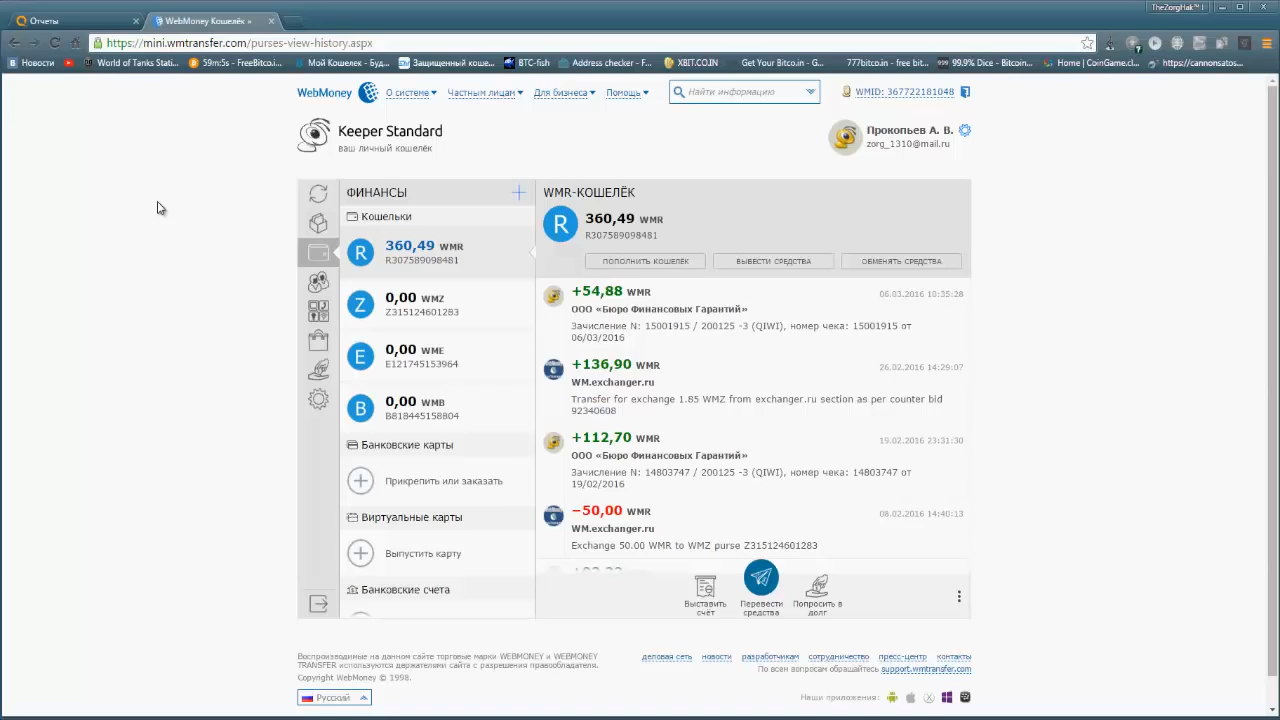 TheZorgHak™ !
Отчеты
WebMoney Кошелёк »
https://mini.wmtransfer.com/purses-view-history.aspx
Новости
World of Tanks Stati...
59m:5s - FreeBitco.i...
Мой Кошелек - Буд...
Защищенный коше...
BTC-fish
Address checker - F...
XBIT.CO.IN
Get Your Bitco.in - G...
777bitco.in - free bit...
99.9% Dice - Bitcoin...
Home | CoinGame.cl...
https://cannonsatos...
WebMoney
О системе
Частным лицам
Для бизнеса
Помощь
Найти информацию
WMID: 367722181048
Keeper Standard
ваш личный кошелёк
Прокопьев А. В.
zorg_1310@mail.ru
ФИНАНСЫ
Кошельки
R
360,49 WMR
R307589098481
Z
0,00 WMZ
Z315124601283
E
0,00 WME
E121745153964
B
0,00 WMB
B818445158804
Банковские карты
Прикрепить или заказать
Виртуальные карты
Выпустить карту
Банковские счета
WMR-КОШЕЛЁК
R
360,49 WMR
R307589098481
ПОПОЛНИТЬ КОШЕЛЁК
ВЫВЕСТИ СРЕДСТВА
ОБМЕНЯТЬ СРЕДСТВА
+54,88 WMR
06.03.2016 10:35:28
ООО «Бюро Финансовых Гарантий»
Зачисление N: 15001915 / 200125 -3 (QIWI), номер чека: 15001915 от
06/03/2016
+136,90 WMR
26.02.2016 14:29:07
WM.exchanger.ru
Transfer for exchange 1.85 WMZ from exchanger.ru section as per counter bid
92340608
+112,70 WMR
19.02.2016 23:31:30
ООО «Бюро Финансовых Гарантий»
Зачисление N: 14803747 / 200125 -3 (QIWI), номер чека: 14803747 от
19/02/2016
−50,00 WMR
08.02.2016 14:40:13
WM.exchanger.ru
Exchange 50.00 WMR to WMZ purse Z315124601283
Выставить
счёт
Перевести
средства
Попросить в
долг
Воспроизводимые на данном сайте торговые марки WEBMONEY и WEBMONEY
TRANSFER используются держателями сайта с разрешения правообладателя.
Copyright WebMoney © 1998.
деловая сеть
новости
разработчикам
сотрудничество
пресс-центр
контакты
По всем вопросам обращайтесь support.wmtransfer.com
Русский
Наши приложения: